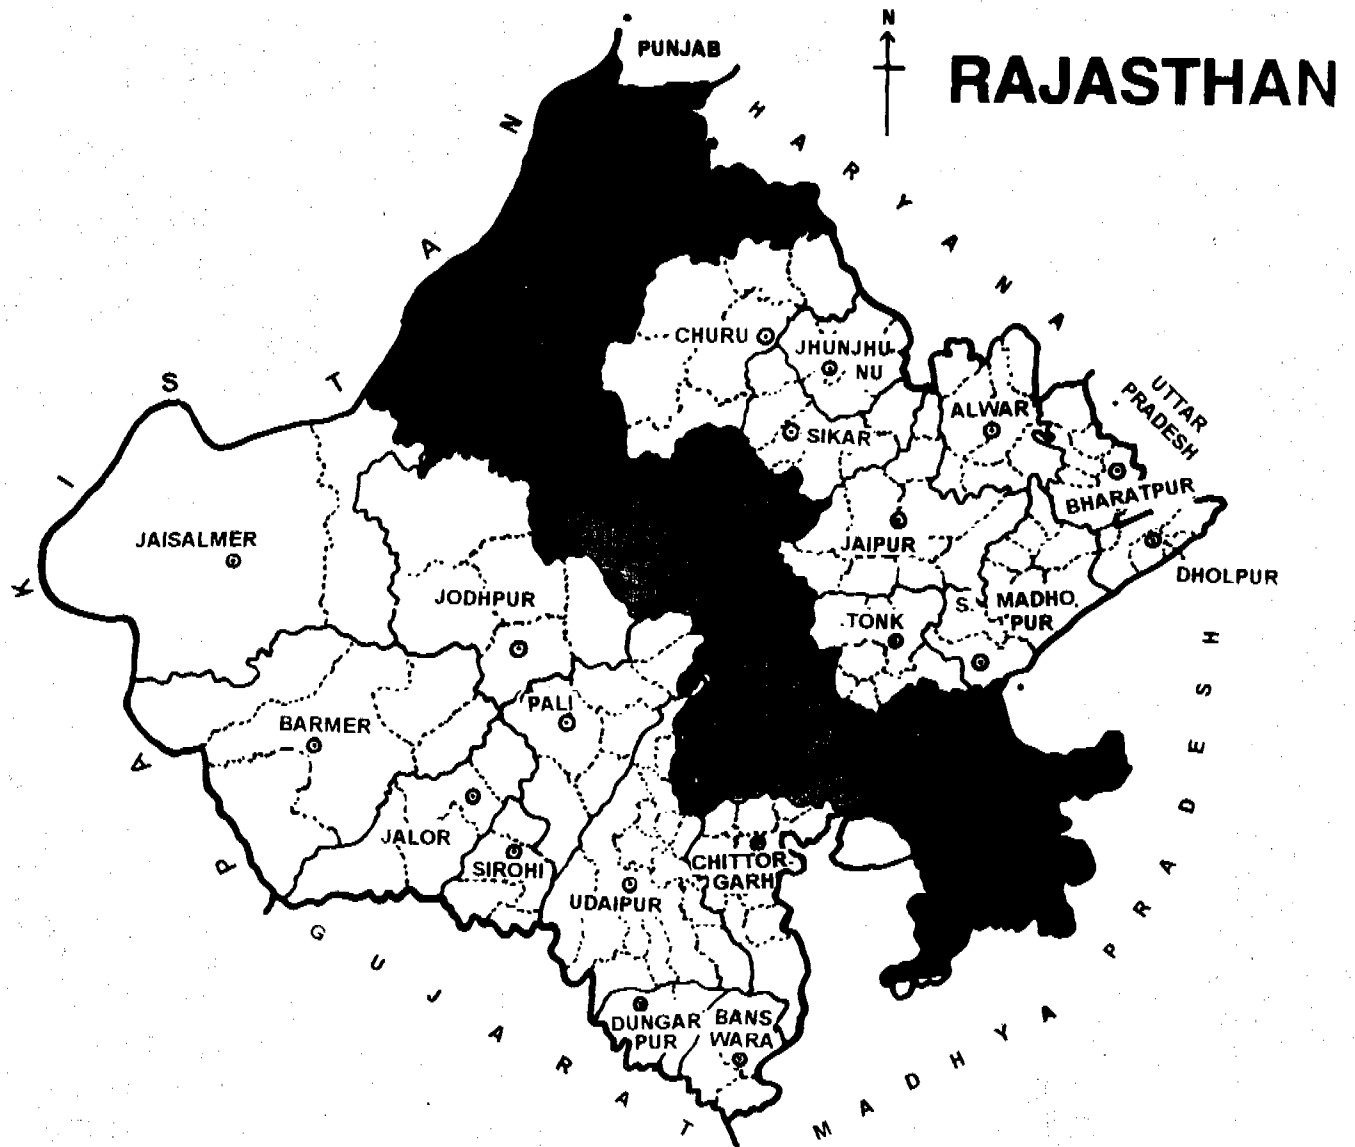 N
RAJASTHAN
PUNJAB
HARYANA
PAKISTAN
CHURU
JHUNJHU
NU
UTTAR
PRADESH
ALWAR
SIKAR
BHARATPUR
JAISALMER
JAIPUR
DHOLPUR
JODHPUR
S. MADHO
PUR
TONK
PALI
BARMER
JALOR
SIROHI
CHITTOR
GARH
UDAIPUR
DUNGAR
PUR
BANS
WARA
GUJARAT
MADHYA PRADESH